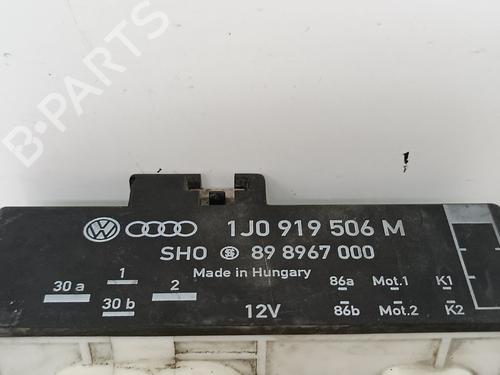 B-PARTS
1J0 919 506 M
SHO 89 8967 000
Made in Hungary
30 a 1 2 86a Mot.1 K1
30 b 12V 86b Mot.2 K2